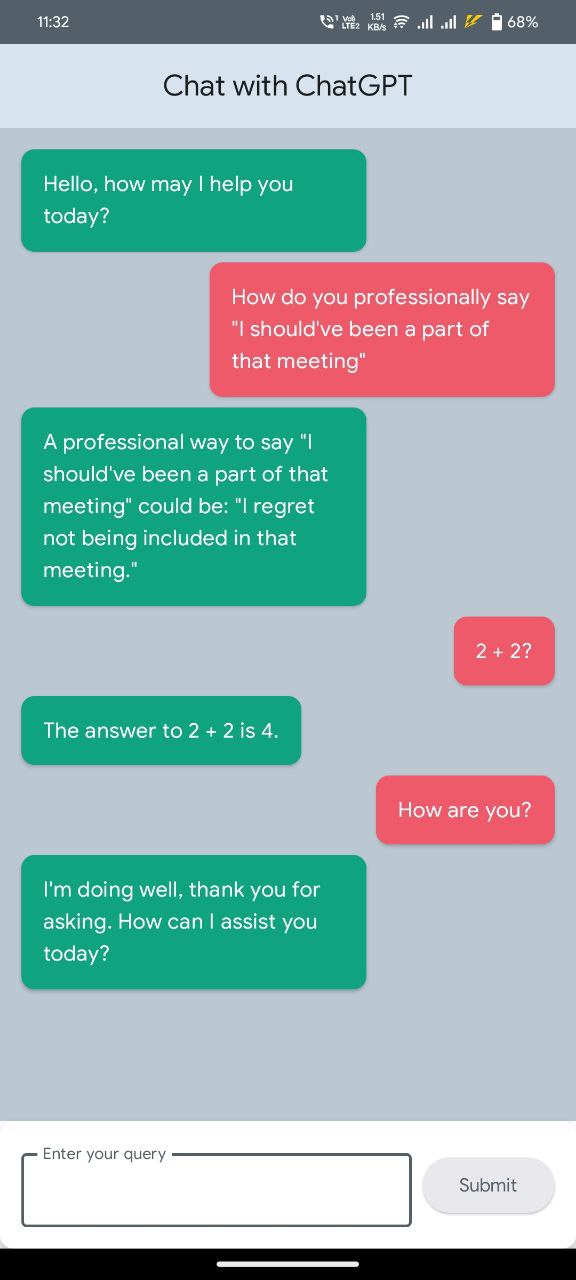 11:32
1
Vo))
LTE2
1.51
KB/s
68%
Chat with ChatGPT
Hello, how may I help you
today?
How do you professionally say
"I should've been a part of
that meeting"
A professional way to say "I
should've been a part of that
meeting" could be: "I regret
not being included in that
meeting."
2 + 2?
The answer to 2 + 2 is 4.
How are you?
I'm doing well, thank you for
asking. How can I assist you
today?
Enter your query
Submit